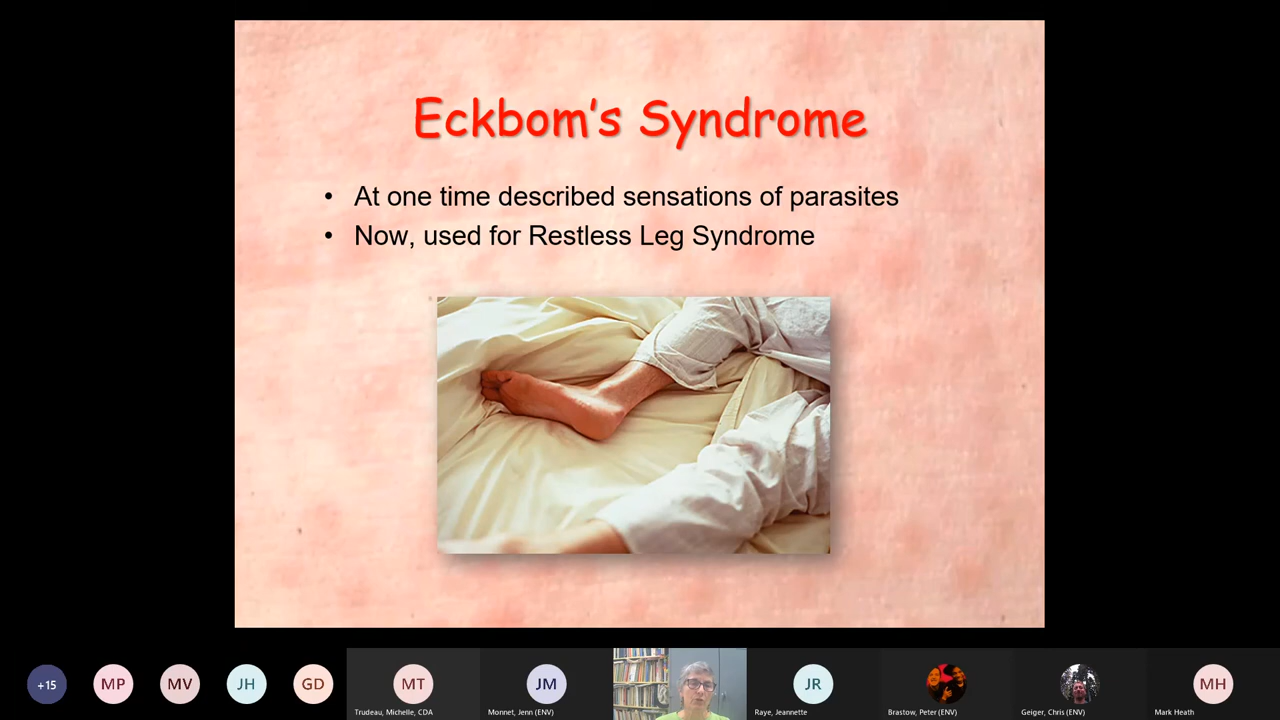 Eckbom's Syndrome
• At one time described sensations of parasites
• Now, used for Restless Leg Syndrome
+15
MP
MV
JH
GD
MT
JM
JR
MH
Trudeau, Michelle, CDA
Monnet, Jenn (ENV)
Raye, Jeannette
Brastow, Peter (ENV)
Geiger, Chris (ENV)
Mark Heath